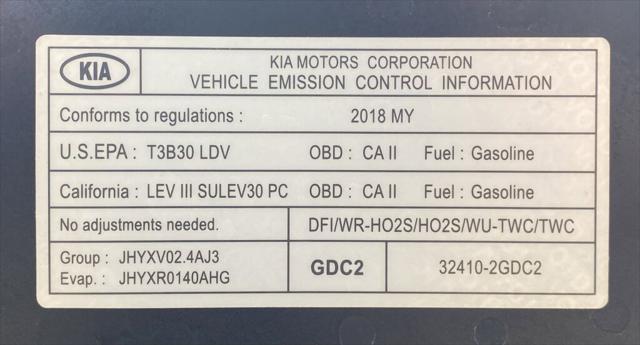 KIA
KIA MOTORS CORPORATION
VEHICLE EMISSION CONTROL INFORMATION
Conforms to regulations : 2018 MY
U.S.EPA : T3B30 LDV OBD : CA II Fuel : Gasoline
California : LEV III SULEV30 PC OBD : CA II Fuel : Gasoline
No adjustments needed. DFI/WR-HO2S/HO2S/WU-TWC/TWC
Group : JHYXV02.4AJ3
Evap. : JHYXR0140AHG
GDC2 32410-2GDC2